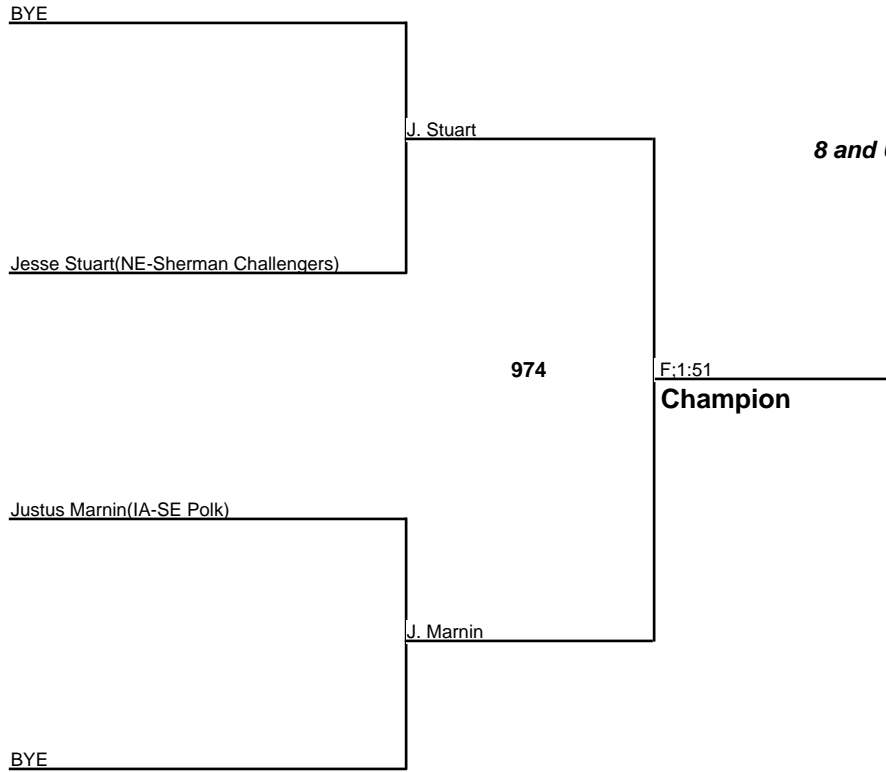 BYE
J. Stuart
8 and
Jesse Stuart(NE-Sherman Challengers)
974
F;1:51
Champion
Justus Marnin(IA-SE Polk)
J. Marnin
BYE